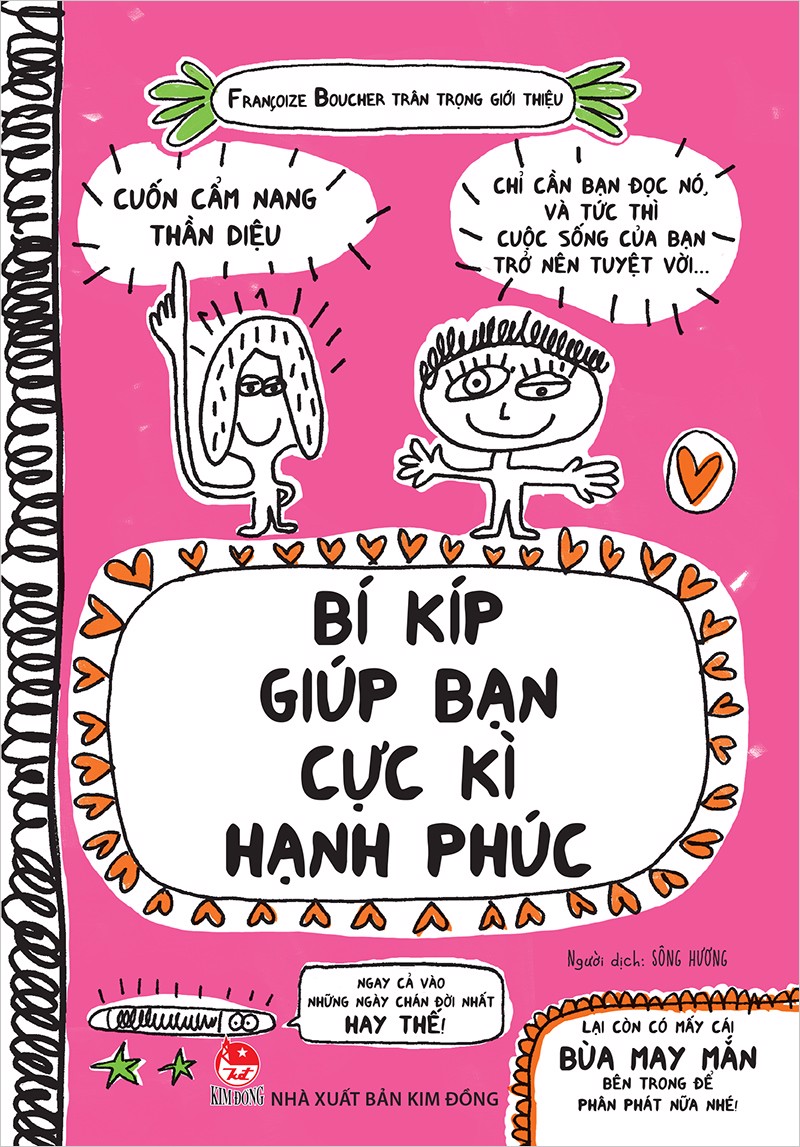 FRANÇOIZE BOUCHER TRÂN TRỌNG GIỚI THIỆU
CUỐN CẨM NANG
THẦN DIỆU
CHỈ CẦN BẠN ĐỌC NÓ,
VÀ TỨC THÌ
CUỘC SỐNG CỦA BẠN
TRỞ NÊN TUYỆT VỜI...
BÍ KÍP
GIÚP BẠN
CỰC KÌ
HẠNH PHÚC
Người dịch: SÔNG HƯƠNG
NGAY CẢ VÀO
NHỮNG NGÀY CHÁN ĐỜI NHẤT
HAY THẾ!
LẠI CÒN CÓ MẤY CÁI
BÙA MAY MẮN
BÊN TRONG ĐỂ
PHÂN PHÁT NỮA NHÉ!
KIM ĐỒNG
NHÀ XUẤT BẢN KIM ĐỒNG